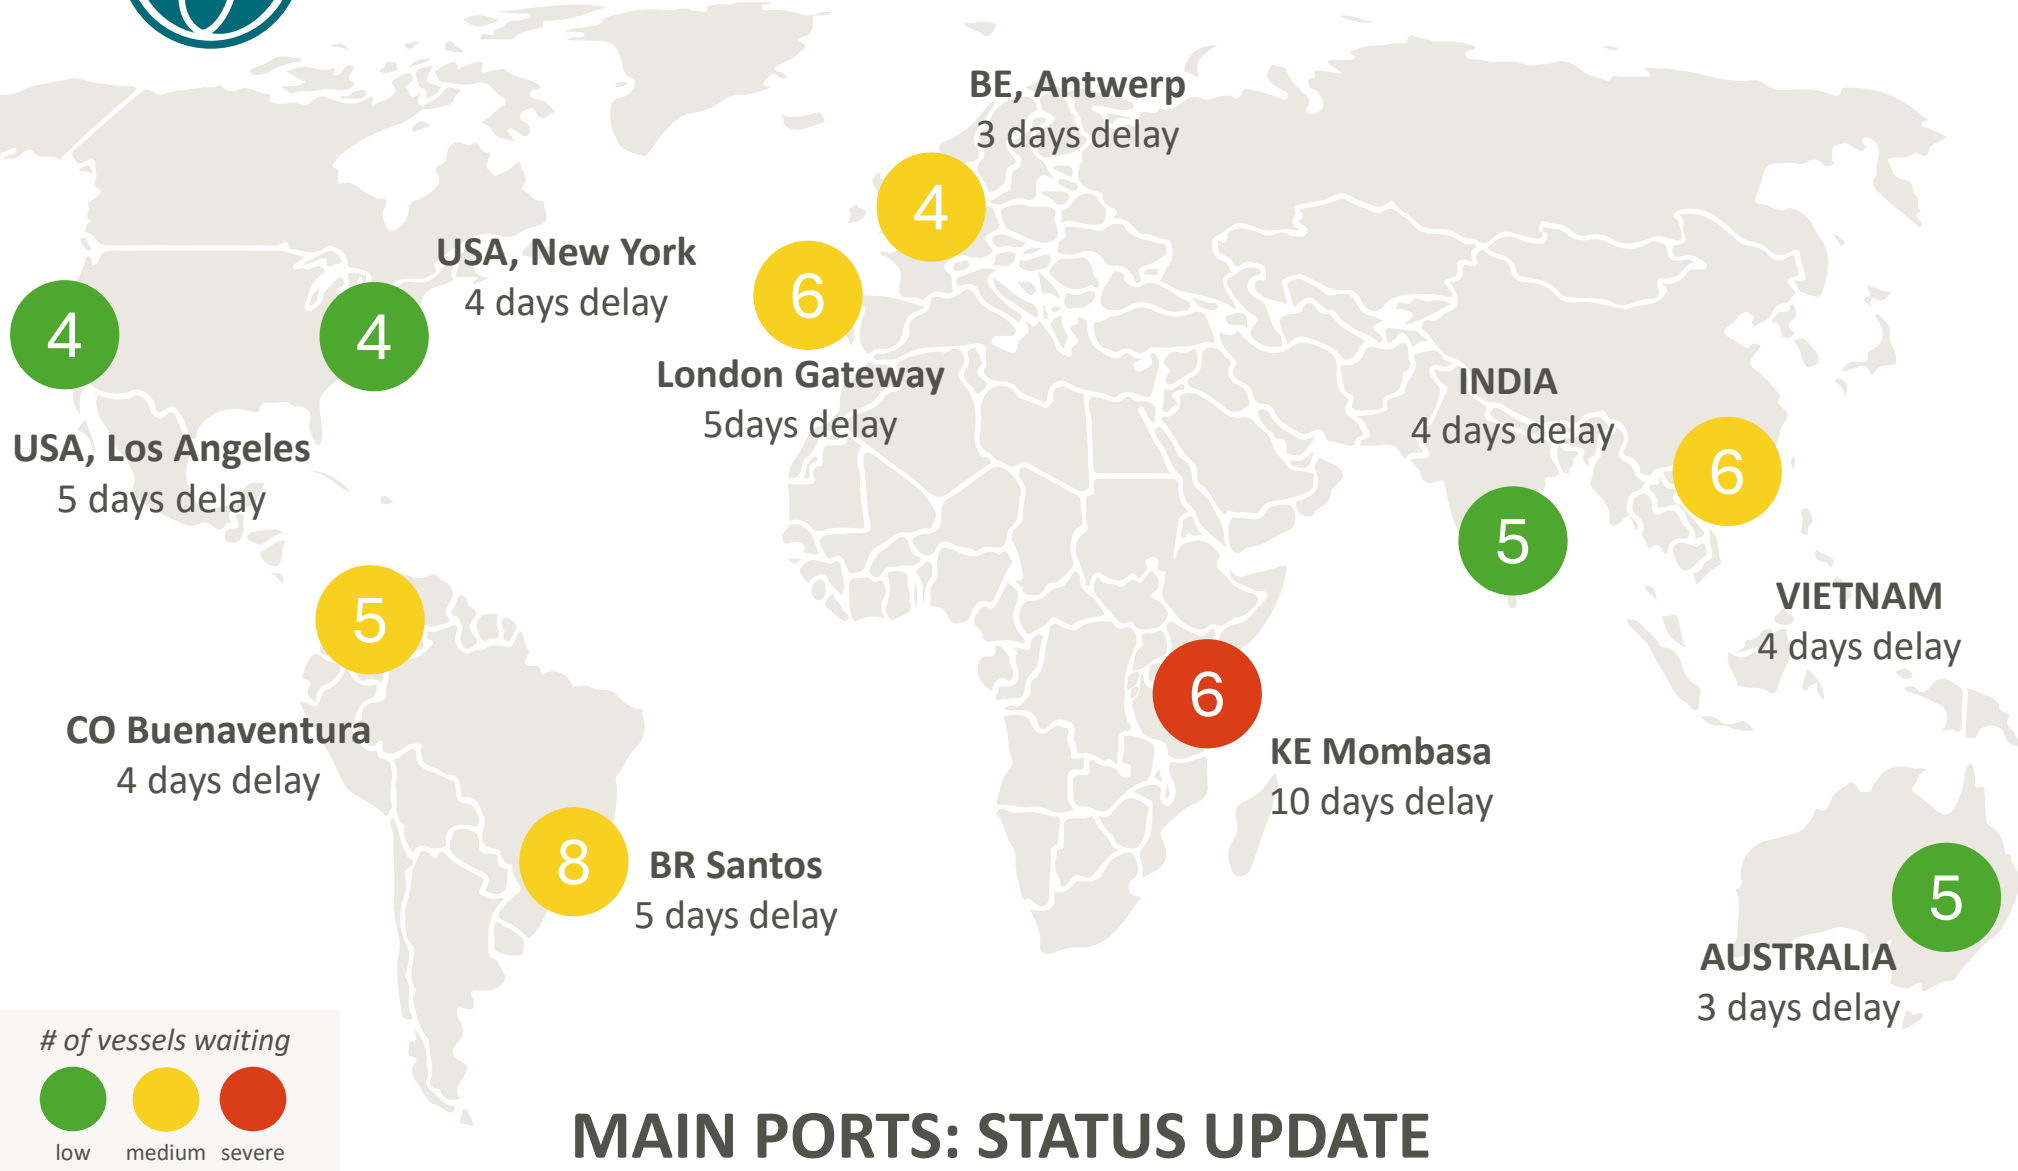 BE, Antwerp
3 days delay
4
USA, New York
4 days delay
4
4
6
London Gateway
5days delay
USA, Los Angeles
5 days delay
INDIA
4 days delay
6
5
VIETNAM
4 days delay
5
CO Buenaventura
4 days delay
6
KE Mombasa
10 days delay
8
BR Santos
5 days delay
5
AUSTRALIA
3 days delay
# of vessels waiting
low medium severe
MAIN PORTS: STATUS UPDATE